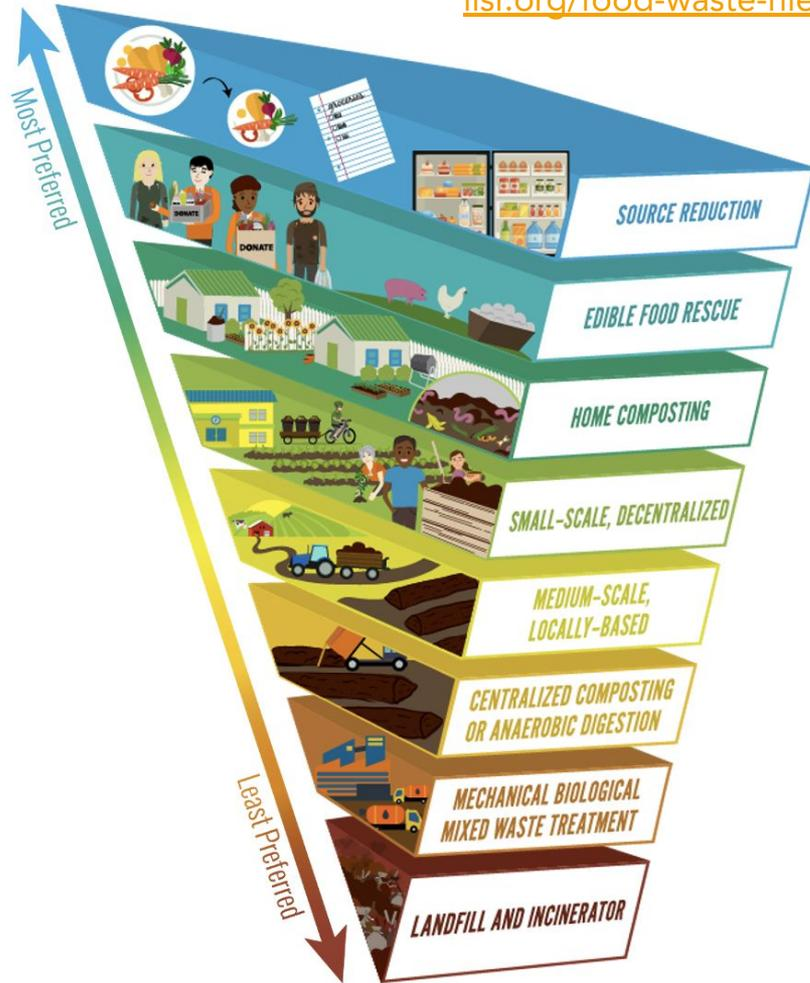 Most Preferred
groceries
DONATE
DONATE
SOURCE REDUCTION
EDIBLE FOOD RESCUE
HOME COMPOSTING
SMALL-SCALE, DECENTRALIZED
MEDIUM-SCALE,
LOCALLY-BASED
CENTRALIZED COMPOSTING
OR ANAEROBIC DIGESTION
MECHANICAL BIOLOGICAL
MIXED WASTE TREATMENT
Least Preferred
LANDFILL AND INCINERATOR